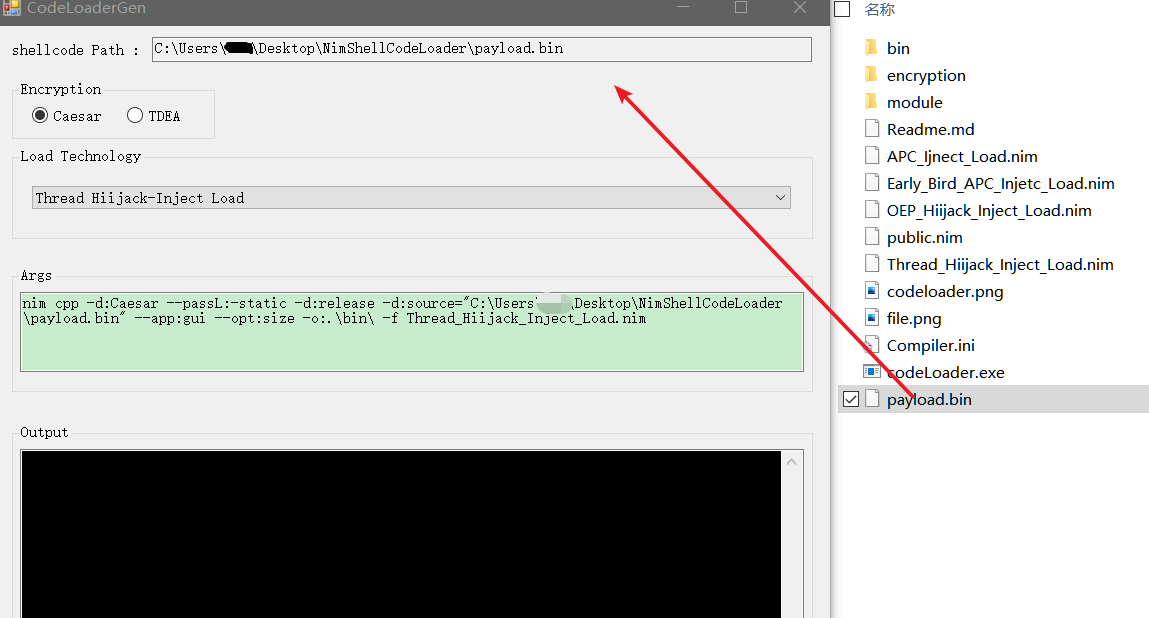 CodeLoaderGen
shellcode Path :
C:\Users\ \Desktop\NimShellCodeLoader\payload.bin
Encryption
Caesar
TDEA
Load Technology
Thread Hiijack-Inject Load
Args
nim cpp -d:Caesar --passL:-static -d:release -d:source="C:\Users \Desktop\NimShellCodeLoader
\payload.bin" --app:gui --opt:size -o:.\bin\ -f Thread_Hiijack_Inject_Load.nim
Output
名称
bin
encryption
module
Readme.md
APC_Ijnect_Load.nim
Early_Bird_APC_Injetc_Load.nim
OEP_Hiijack_Inject_Load.nim
public.nim
Thread_Hiijack_Inject_Load.nim
codeloader.png
file.png
Compiler.ini
codeLoader.exe
payload.bin